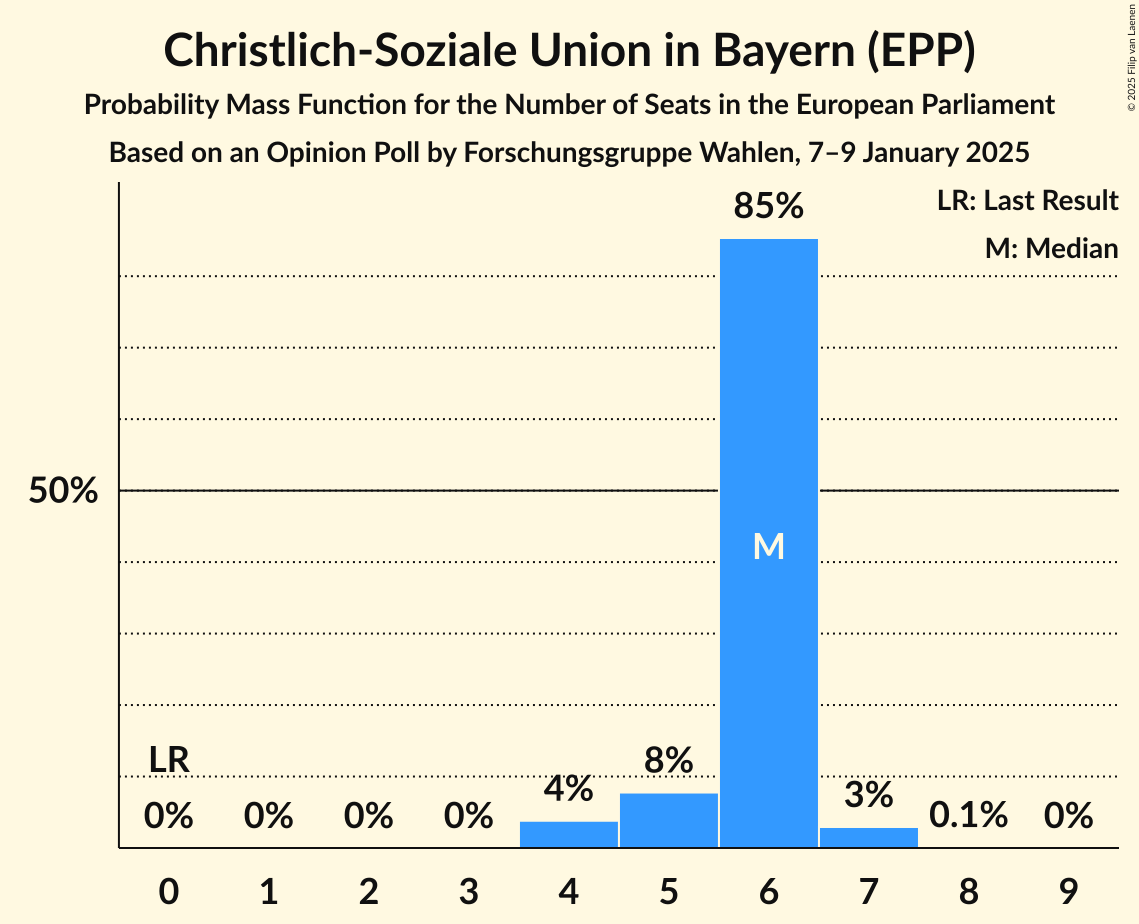 Christlich-Soziale Union in Bayern (EPP)
Probability Mass Function for the Number of Seats in the European Parliament
Based on an Opinion Poll by Forschungsgruppe Wahlen, 7–9 January 2025
© 2025 Filip van Laenen
LR: Last Result
M: Median
85%
50%
M
LR
0% 0% 0% 0% 4% 8% 3% 0.1% 0%
0 1 2 3 4 5 6 7 8 9